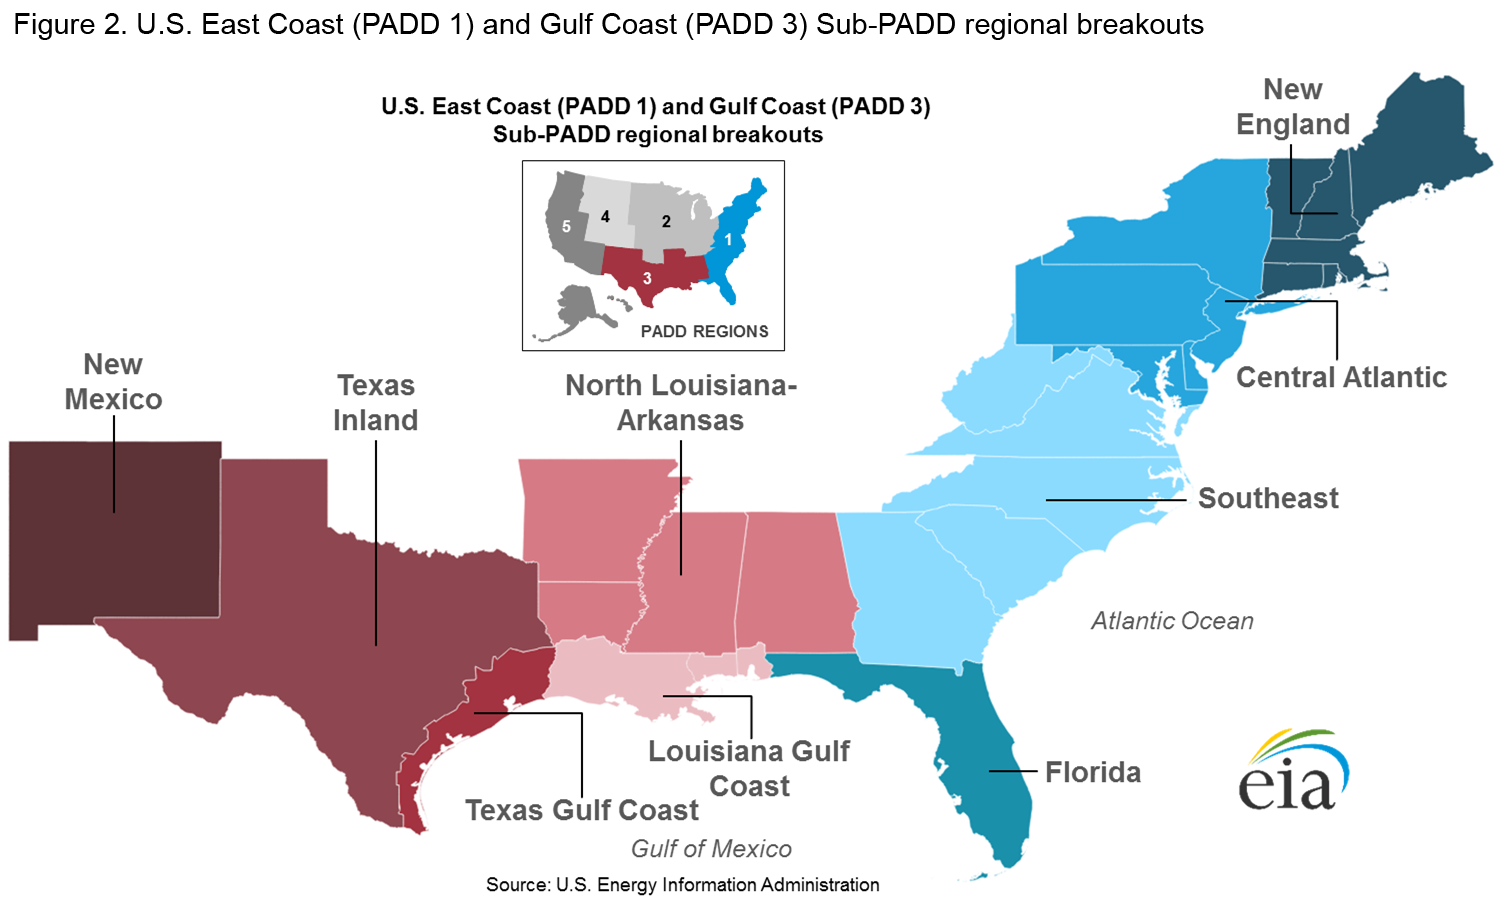 Figure 2. U.S. East Coast (PADD 1) and Gulf Coast (PADD 3) Sub-PADD regional breakouts
U.S. East Coast (PADD 1) and Gulf Coast (PADD 3)
Sub-PADD regional breakouts
5
4
2
1
3
PADD REGIONS
New
England
Central Atlantic
New
Mexico
Texas
Inland
North Louisiana-
Arkansas
Southeast
Atlantic Ocean
Louisiana Gulf
Coast
Florida
Texas Gulf Coast
Gulf of Mexico
eia
Source: U.S. Energy Information Administration